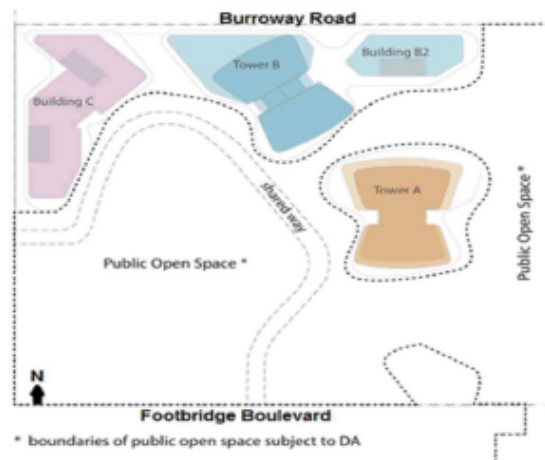 Burroway Road
Building B2
Tower B
Building C
Tower A
shared way
Public Open Space *
Public Open Space *
N
Footbridge Boulevard
* boundaries of public open space subject to DA